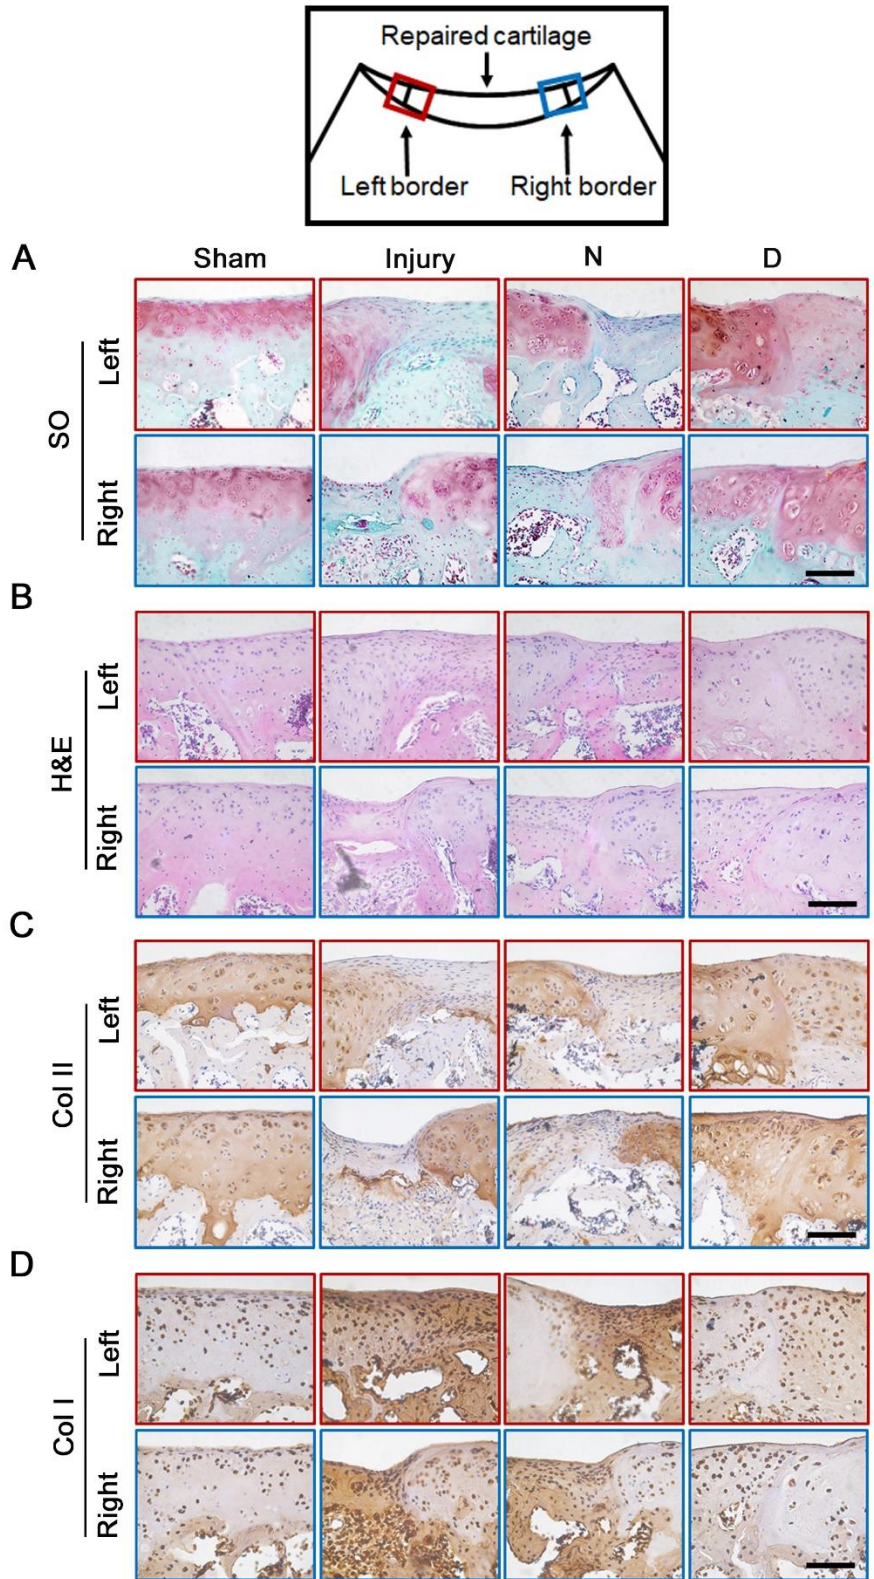 Repaired cartilage
Left border Right border
A
Sham Injury N D
SO
Left
Right
B
H&E
Left
Right
C
Col II
Left
Right
D
Col I
Left
Right